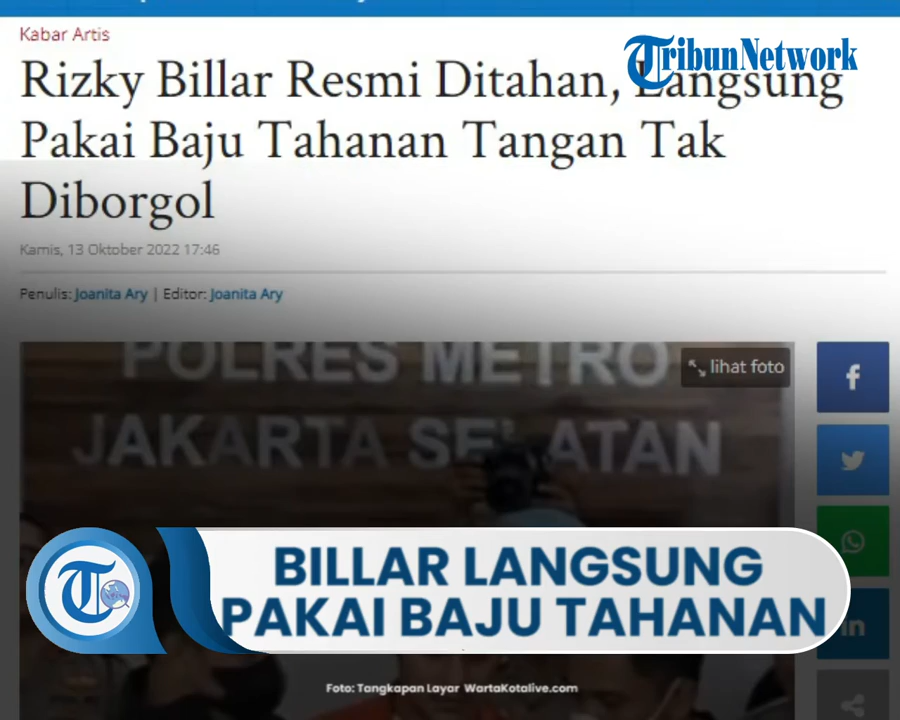 Kabar Artis
TribunNetwork
Rizky Billar Resmi Ditahan, Langsung
Pakai Baju Tahanan Tangan Tak
Diborgol
Kamis, 13 Oktober 2022 17:46
Penulis: Joanita Ary | Editor: Joanita Ary
POLRES METRO
lihat foto
JAKARTA SELATAN
f
T
BILLAR LANGSUNG
PAKAI BAJU TAHANAN
in
Foto: Tangkapan Layar WartaKotalive.com